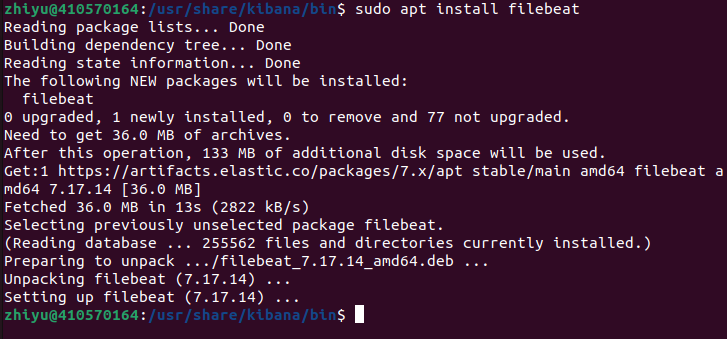 zhiyu@410570164:/usr/share/kibana/bin$ sudo apt install filebeat
Reading package lists... Done
Building dependency tree... Done
Reading state information... Done
The following NEW packages will be installed:
  filebeat
0 upgraded, 1 newly installed, 0 to remove and 77 not upgraded.
Need to get 36.0 MB of archives.
After this operation, 133 MB of additional disk space will be used.
Get:1 https://artifacts.elastic.co/packages/7.x/apt stable/main amd64 filebeat a
md64 7.17.14 [36.0 MB]
Fetched 36.0 MB in 13s (2822 kB/s)
Selecting previously unselected package filebeat.
(Reading database ... 255562 files and directories currently installed.)
Preparing to unpack .../filebeat_7.17.14_amd64.deb ...
Unpacking filebeat (7.17.14) ...
Setting up filebeat (7.17.14) ...
zhiyu@410570164:/usr/share/kibana/bin$